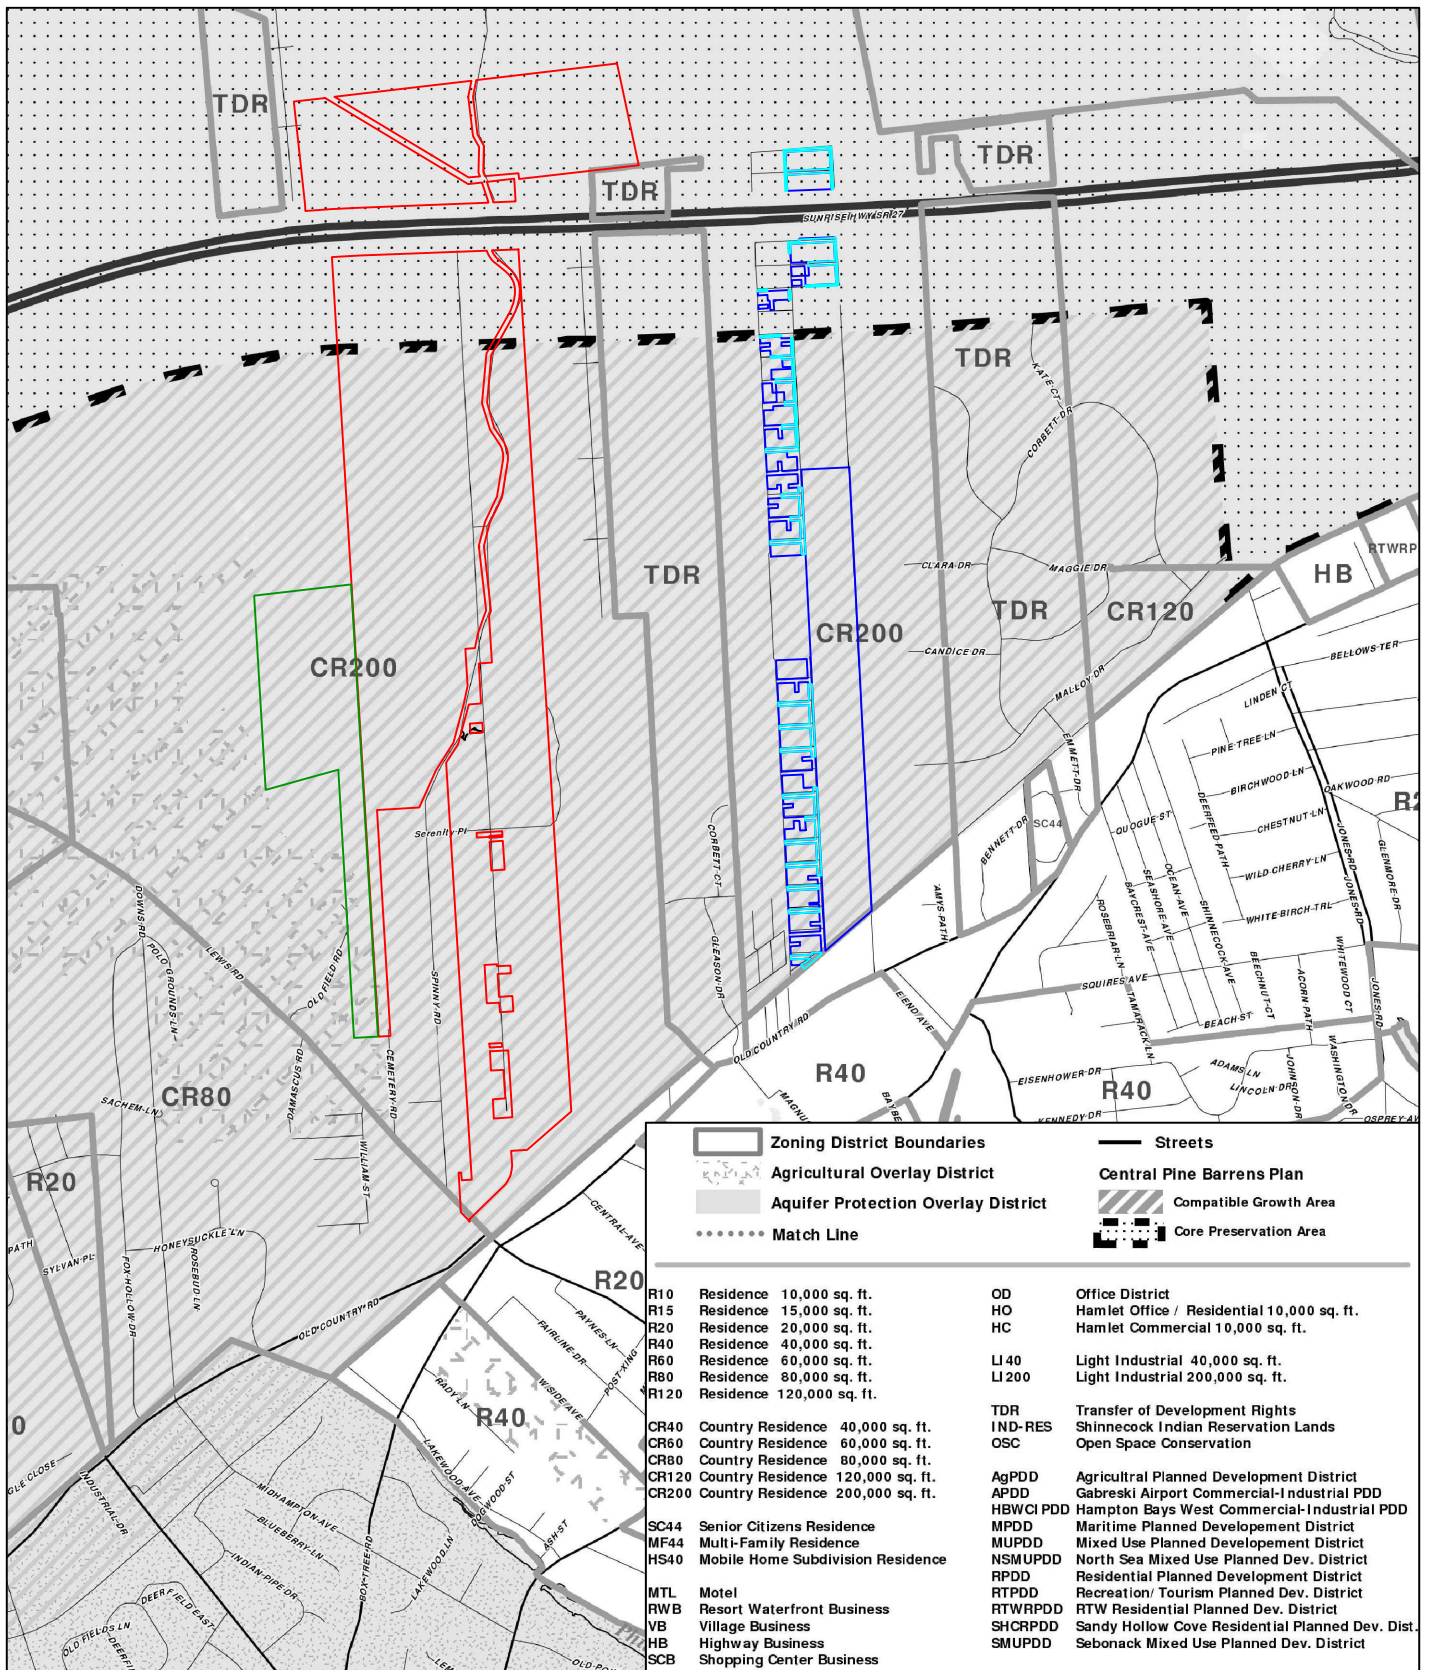 TDR
TDR
TDR
SUNRISE HWY SR 27
TDR
KATE CT
CORBETT DR
RTWRP
HB
TDR
CLARA DR
MAGGIE DR
TDR
CR120
CR200
CR200
CANDICE DR
BELLOWS TER
MALLOY DR
LINDEN CT
PINE TREE LN
EMMETT DR
BIRCHWOOD LN
OAKWOOD RD
DEERFEED PATH
CHESTNUT LN
SC44
QUOGUE ST
BENNETT DR
JONES RD
GLENMORE DR
Serenity Pl
CORBETT CT
WILD CHERRY LN
OCEAN AVE
SEASHORE AVE
BAYCREST AVE
JONES RD
DOWNS RD
AMYS PATH
ROSEBRIAR LN
SHINNECOCK AVE
WHITE BIRCH TRL
POLO GROUNDS LN
LEWIS RD
OLD FIELD RD
SPINNY RD
GLEASON DR
SQUIRES AVE
BEECHNUT CT
ACORN PATH
WHITEWOOD CT
JONES RD
E END AVE
TAMARACK LN
BEACH ST
OLD COUNTRY RD
DAMASCUS RD
CEMETERY RD
R40
EISENHOWER DR
R40
ADAMS LN
LINCOLN DR
JOHNSON DR
WASHINGTON DR
CR80
SACHEM LN
KENNEDY DR
OSPREY AV
WILLIAM ST
R20
PATH
SYLVAN PL
HONEYSUCKLE LN
ROSEBUD LN
FOX HOLLOW DR
OLD COUNTRY RD
CENTRAL AVE
R20
PAYNES LN
FAIRLINE DR
POST XING
W SIDE AVE
RADY LN
R40
LAKEWOOD AVE
DOGWOOD ST
ASH ST
GLE CLOSE
INDUSTRIAL DR
MIDHAMPTON AVE
BLUEBERRY LN
INDIAN PIPE DR
BOX TREE RD
LAKEWOOD LN
DEERFIELD EAST
OLD FIELDS LN
Zoning District Boundaries
Agricultural Overlay District
Aquifer Protection Overlay District
Match Line
Streets
Central Pine Barrens Plan
Compatible Growth Area
Core Preservation Area
R10 Residence 10,000 sq. ft.
R15 Residence 15,000 sq. ft.
R20 Residence 20,000 sq. ft.
R40 Residence 40,000 sq. ft.
R60 Residence 60,000 sq. ft.
R80 Residence 80,000 sq. ft.
R120 Residence 120,000 sq. ft.
CR40 Country Residence 40,000 sq. ft.
CR60 Country Residence 60,000 sq. ft.
CR80 Country Residence 80,000 sq. ft.
CR120 Country Residence 120,000 sq. ft.
CR200 Country Residence 200,000 sq. ft.
SC44 Senior Citizens Residence
MF44 Multi-Family Residence
HS40 Mobile Home Subdivision Residence
MTL Motel
RWB Resort Waterfront Business
VB Village Business
HB Highway Business
SCB Shopping Center Business
OD Office District
HO Hamlet Office / Residential 10,000 sq. ft.
HC Hamlet Commercial 10,000 sq. ft.
LI40 Light Industrial 40,000 sq. ft.
LI200 Light Industrial 200,000 sq. ft.
TDR Transfer of Development Rights
IND-RES Shinnecock Indian Reservation Lands
OSC Open Space Conservation
AgPDD Agricultral Planned Development District
APDD Gabreski Airport Commercial-Industrial PDD
HBWCIPDD Hampton Bays West Commercial-Industrial PDD
MPDD Maritime Planned Developement District
MUPDD Mixed Use Planned Developement District
NSMUPDD North Sea Mixed Use Planned Dev. District
RPDD Residential Planned Development District
RTPDD Recreation/ Tourism Planned Dev. District
RTWRPDD RTW Residential Planned Dev. District
SHCRPDD Sandy Hollow Cove Residential Planned Dev. Dist.
SMUPDD Sebonack Mixed Use Planned Dev. District